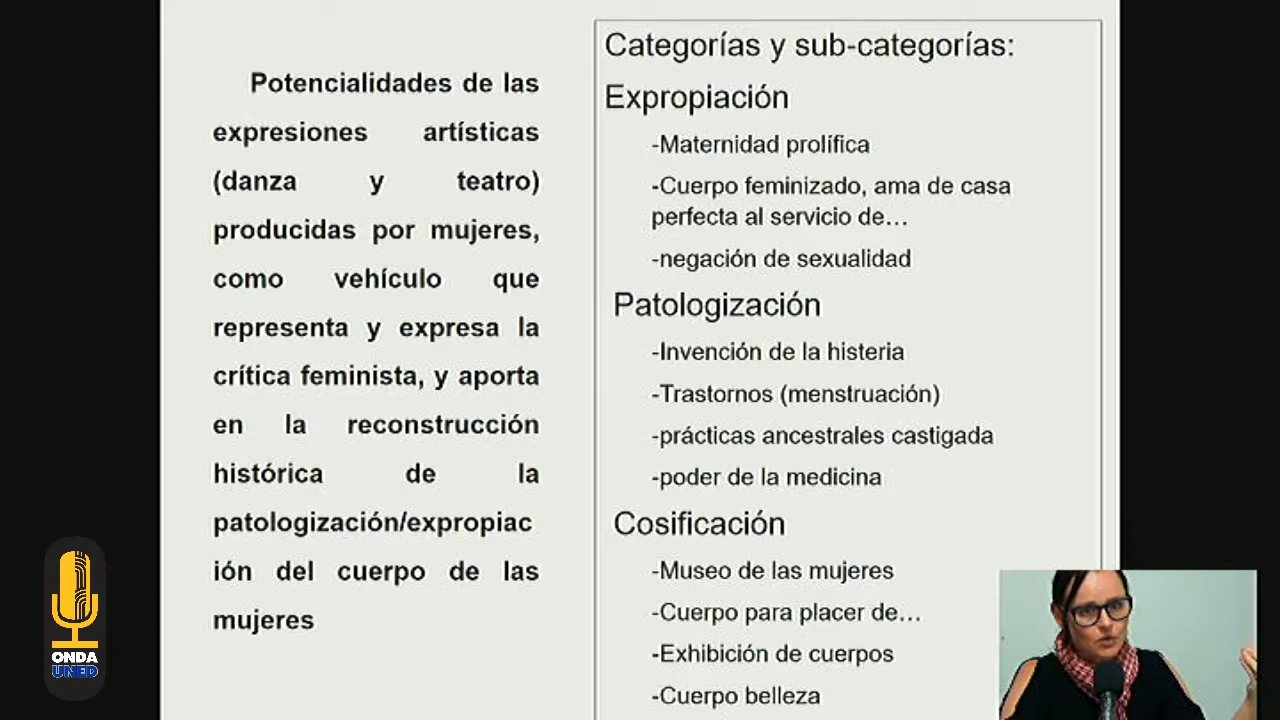 Potencialidades de las
expresiones artísticas
(danza y teatro)
producidas por mujeres,
como vehículo que
representa y expresa la
crítica feminista, y aporta
en la reconstrucción
histórica de la
patologización/expropiac
ión del cuerpo de las
mujeres
Categorías y sub-categorías:
Expropiación
-Maternidad prolífica
-Cuerpo feminizado, ama de casa
perfecta al servicio de…
-negación de sexualidad
Patologización
-Invención de la histeria
-Trastornos (menstruación)
-prácticas ancestrales castigada
-poder de la medicina
Cosificación
-Museo de las mujeres
-Cuerpo para placer de…
-Exhibición de cuerpos
-Cuerpo belleza
ONDA
UNED